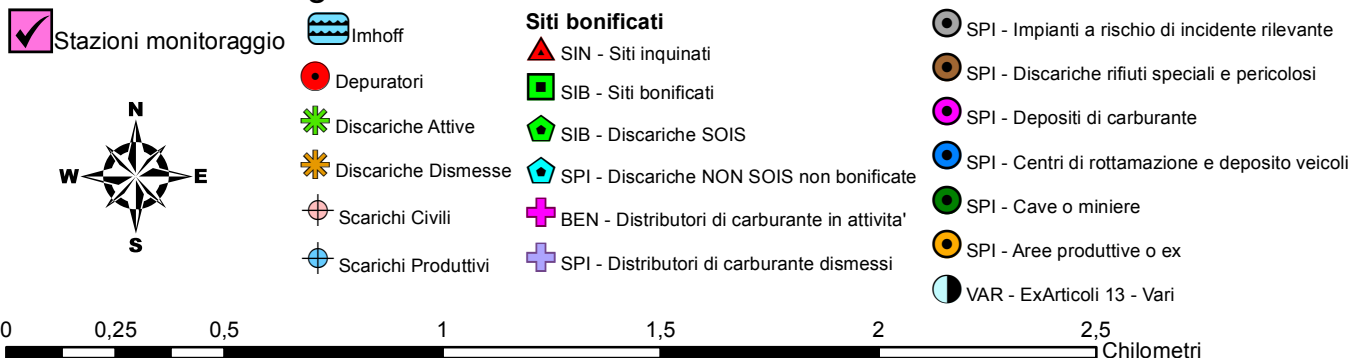 Stazioni monitoraggio
N
W
E
S
Imhoff
Depuratori
Discariche Attive
Discariche Dismesse
Scarichi Civili
Scarichi Produttivi
Siti bonificati
SIN - Siti inquinati
SIB - Siti bonificati
SIB - Discariche SOIS
SPI - Discariche NON SOIS non bonificate
BEN - Distributori di carburante in attivita'
SPI - Distributori di carburante dismessi
SPI - Impianti a rischio di incidente rilevante
SPI - Discariche rifiuti speciali e pericolosi
SPI - Depositi di carburante
SPI - Centri di rottamazione e deposito veicoli
SPI - Cave o miniere
SPI - Aree produttive o ex
VAR - ExArticoli 13 - Vari
0 0,25 0,5 1 1,5 2 2,5
Chilometri